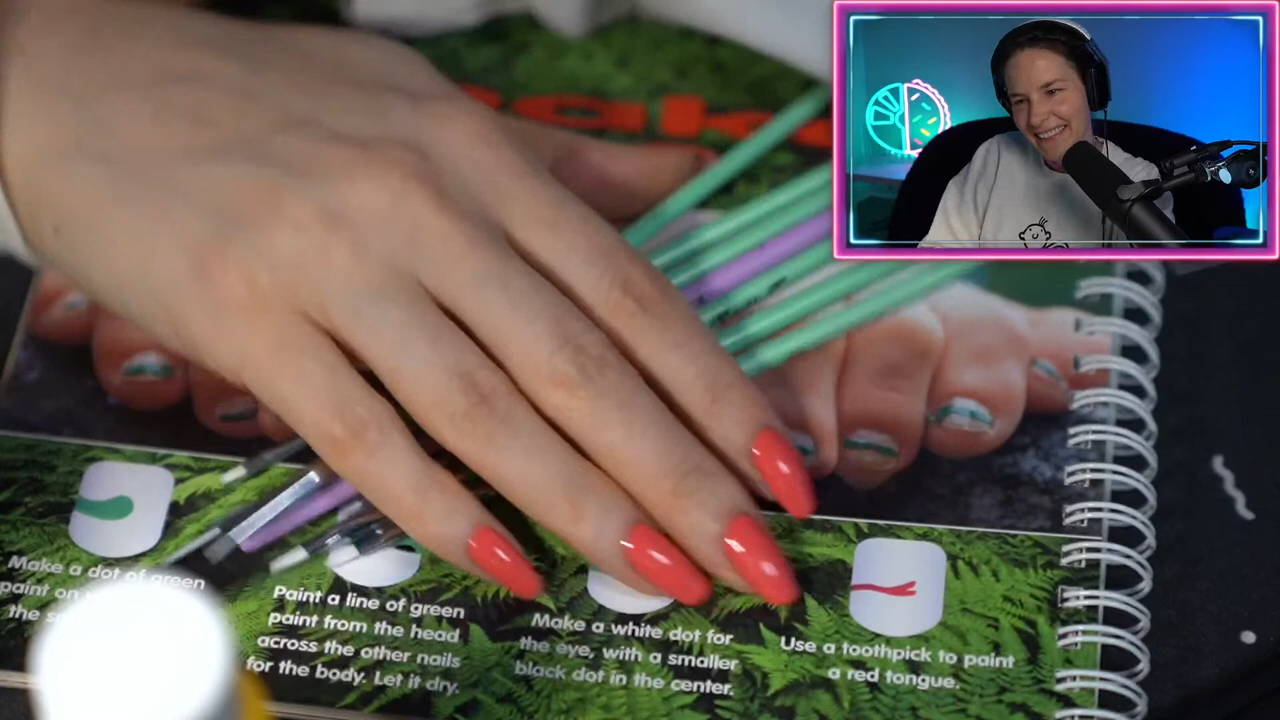 Make a dot of green
paint on
the
Paint a line of green
paint from the head
across the other nails
for the body. Let it dry.
Make a white dot for
the eye, with a smaller
black dot in the center.
Use a toothpick to paint
a red tongue.